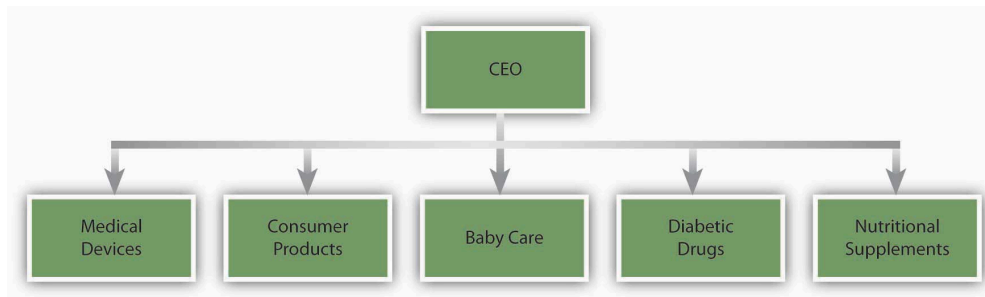 CEO
Medical
Devices
Consumer
Products
Baby Care
Diabetic
Drugs
Nutritional
Supplements